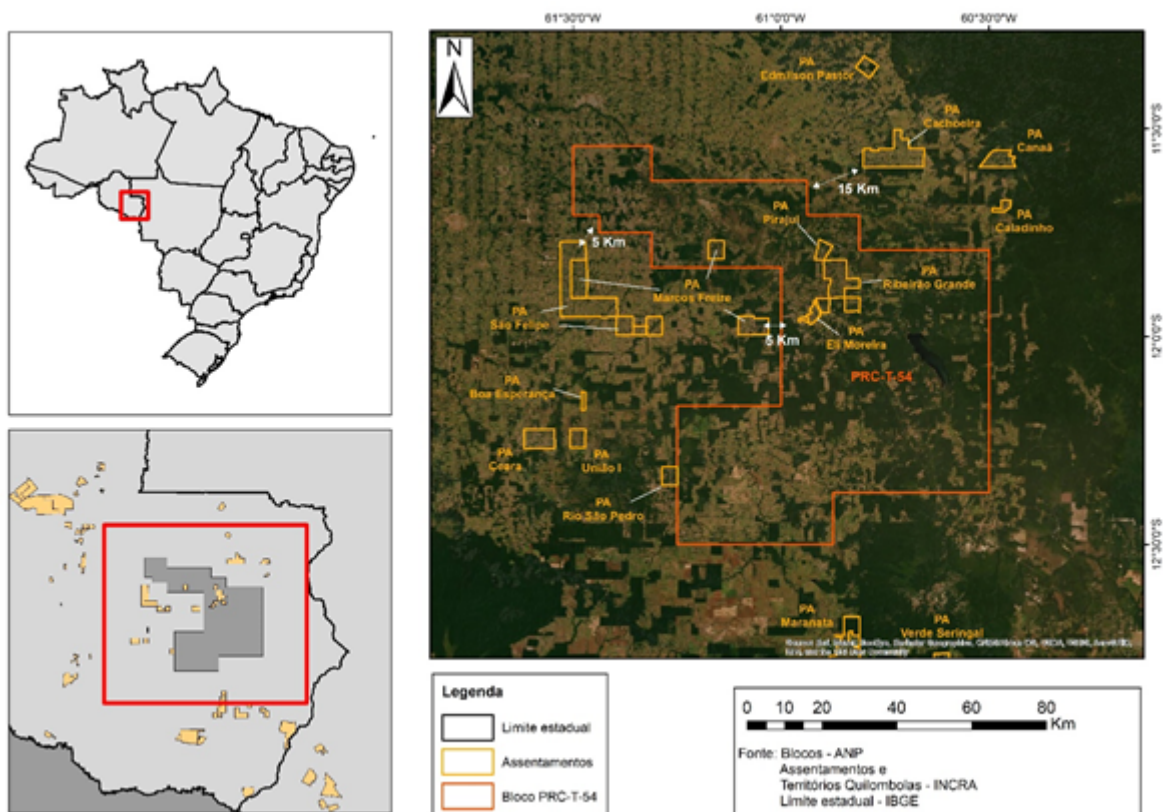 61°30'0"W
61°0'0"W
60°30'0"W
N
PA
Edmilson Pastor
PA
Cachoeira
PA
Canaã
11°30'0"S
15 Km
PA
Pirajuí
PA
Caladinho
5 Km
PA
Marcos Freire
PA
Ribeirão Grande
PA
São Felipe
5 Km
PA
Eli Moreira
12°0'0"S
PRC-T-54
PA
Boa Esperança
PA
Ceara
PA
União I
PA
Rio São Pedro
12°30'0"S
PA
Maranata
PA
Verde Seringal
Legenda
Limite estadual
Assentamentos
Bloco PRC-T-54
0 10 20 40 60 80
Km
Fonte: Blocos - ANP
Assentamentos e
Territórios Quilombolas - INCRA
Limite estadual - IBGE